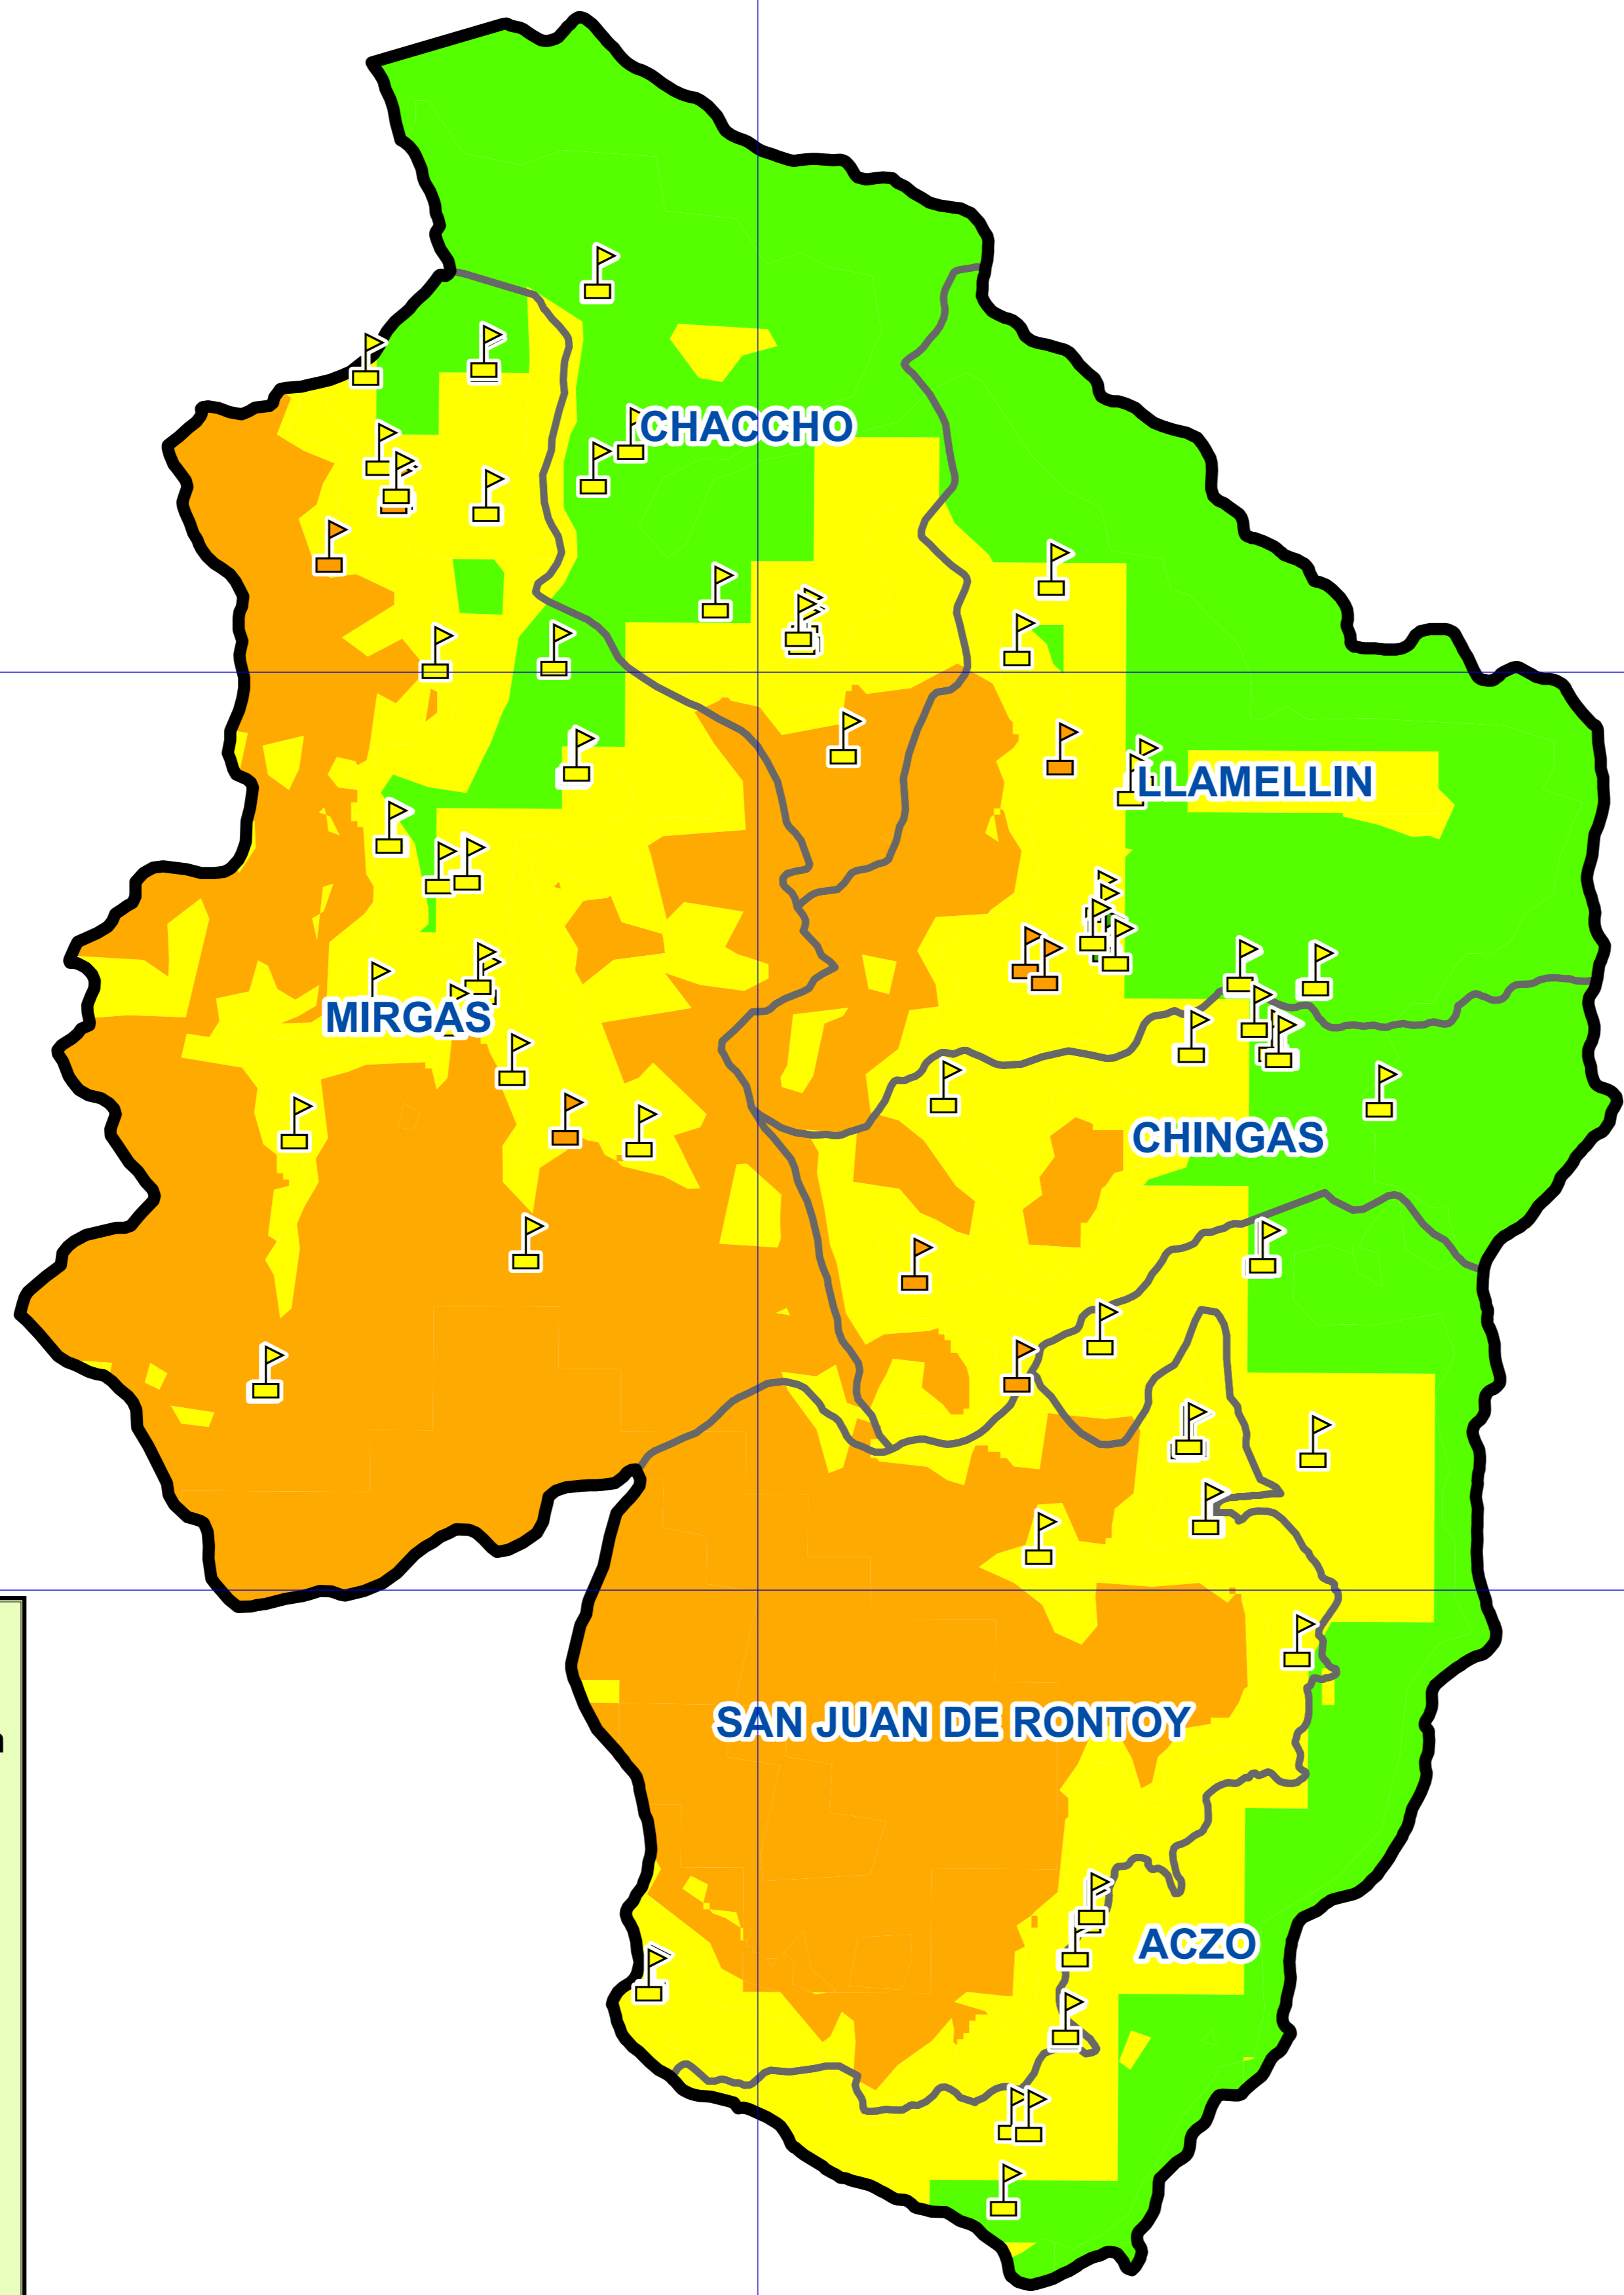 CHACCHO
LLAMELLIN
MIRGAS
CHINGAS
SAN JUAN DE RONTOY
ACZO